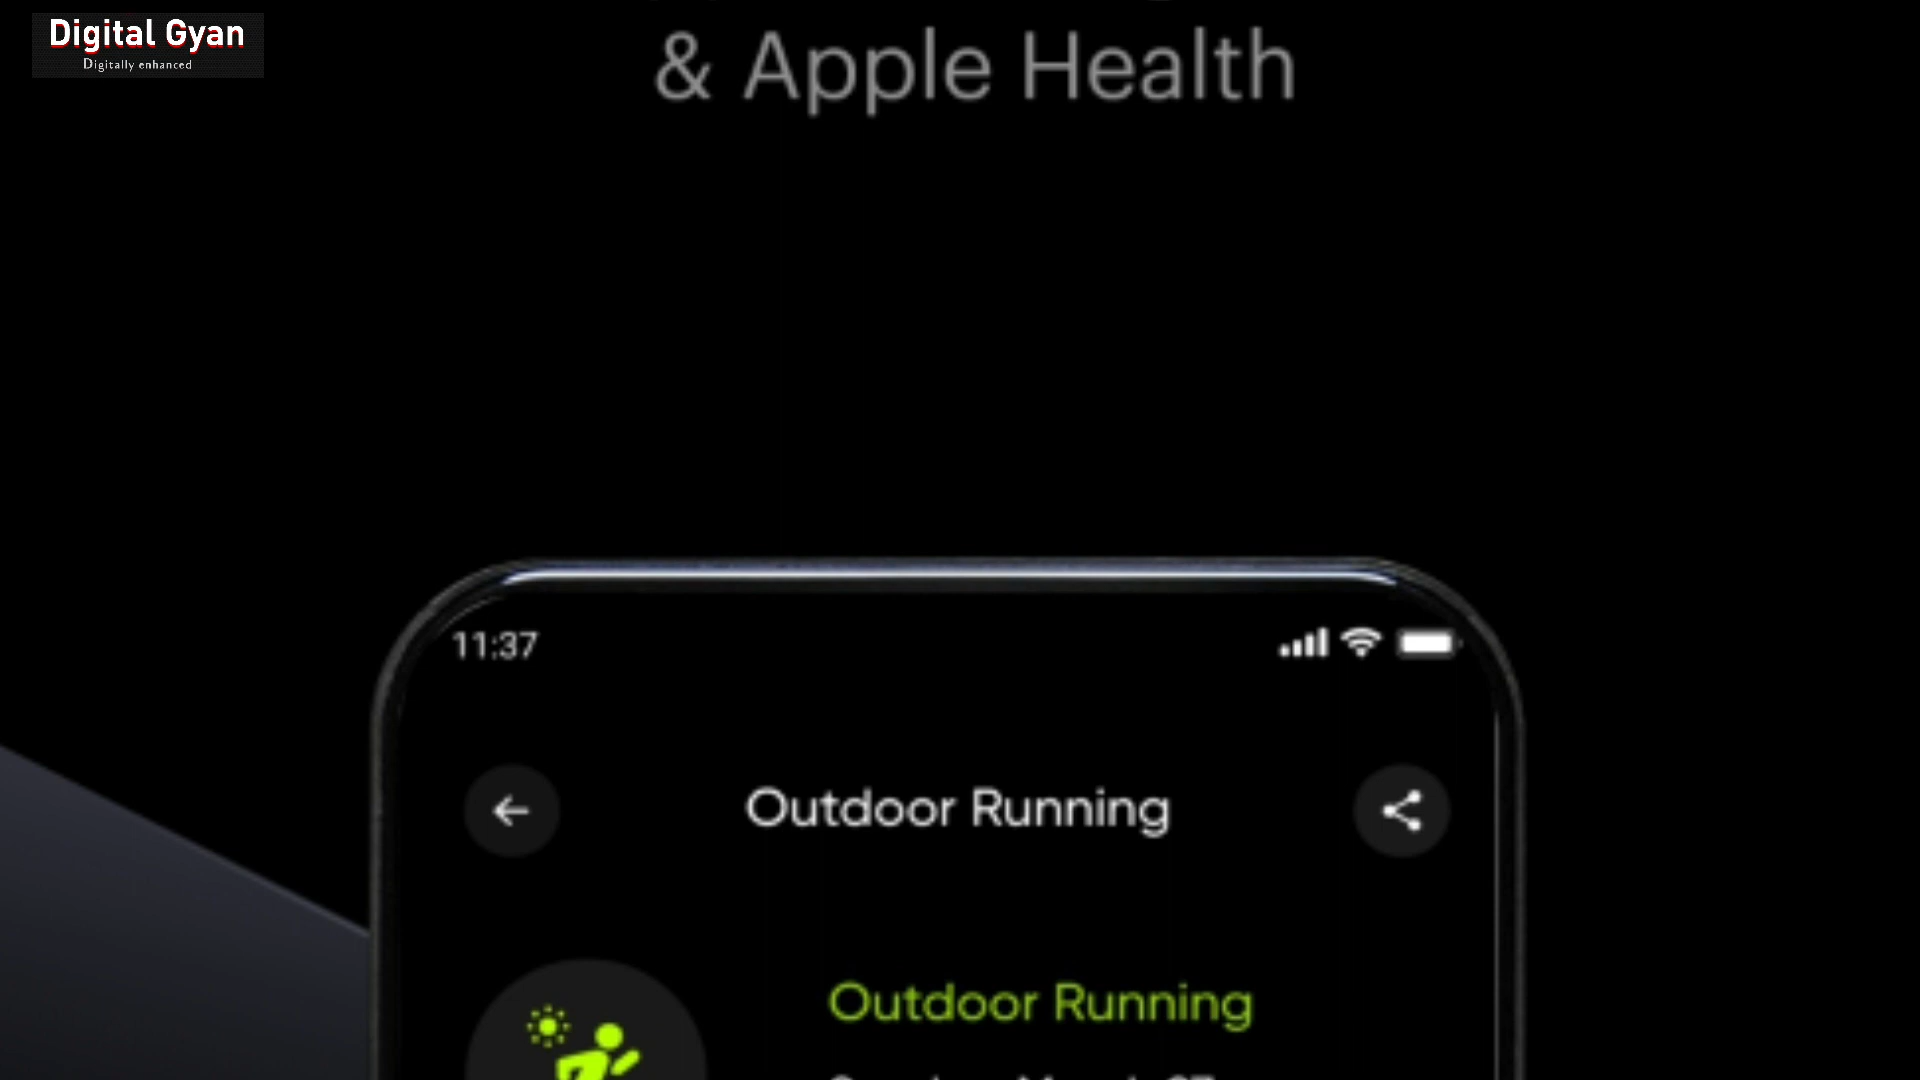 Digital Gyan
Digitally enhanced
& Apple Health
11:37
Outdoor Running
Outdoor Running